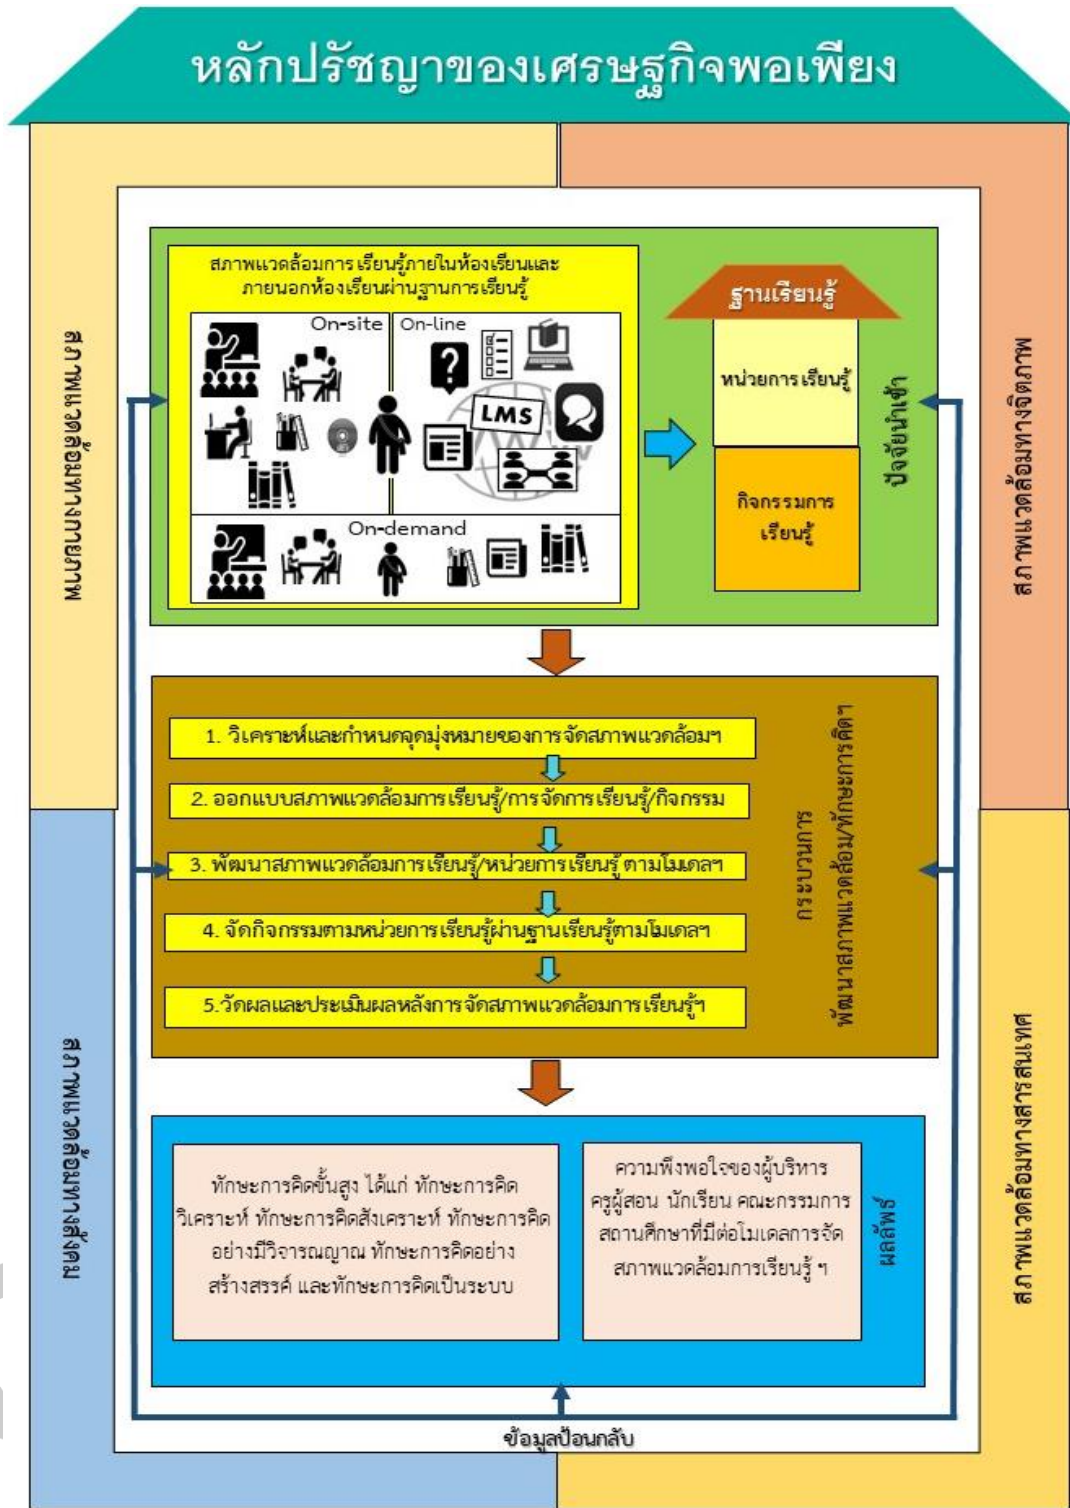 หลักปรัชญาของเศรษฐกิจพอเพียง
สภาพแวดล้อมทางกายภาพ
สภาพแวดล้อมทางจิตภาพ
สภาพแวดล้อมการเรียนรู้ภายในห้องเรียนและ
ภายนอกห้องเรียนผ่านฐานการเรียนรู้
On-site
On-line
LMS
On-demand
ฐานเรียนรู้
หน่วยการเรียนรู้
กิจกรรมการ
เรียนรู้
ปัจจัยนำเข้า
1. วิเคราะห์และกำหนดจุดมุ่งหมายของการจัดสภาพแวดล้อมฯ
2. ออกแบบสภาพแวดล้อมการเรียนรู้/การจัดการเรียนรู้/กิจกรรม
3. พัฒนาสภาพแวดล้อมการเรียนรู้/หน่วยการเรียนรู้ ตามโมเดลฯ
4. จัดกิจกรรมตามหน่วยการเรียนรู้ผ่านฐานเรียนรู้ตามโมเดลฯ
5.วัดผลและประเมินผลหลังการจัดสภาพแวดล้อมการเรียนรู้ฯ
กระบวนการ
พัฒนาสภาพแวดล้อม/ทักษะการคิดฯ
สภาพแวดล้อมทางสังคม
สภาพแวดล้อมทางสารสนเทศ
ทักษะการคิดขั้นสูง ได้แก่ ทักษะการคิด
วิเคราะห์ ทักษะการคิดสังเคราะห์ ทักษะการคิด
อย่างมีวิจารณญาณ ทักษะการคิดอย่าง
สร้างสรรค์ และทักษะการคิดเป็นระบบ
ความพึงพอใจของผู้บริหาร
ครูผู้สอน นักเรียน คณะกรรมการ
สถานศึกษาที่มีต่อโมเดลการจัด
สภาพแวดล้อมการเรียนรู้ ฯ
ผลลัพธ์
ข้อมูลป้อนกลับ